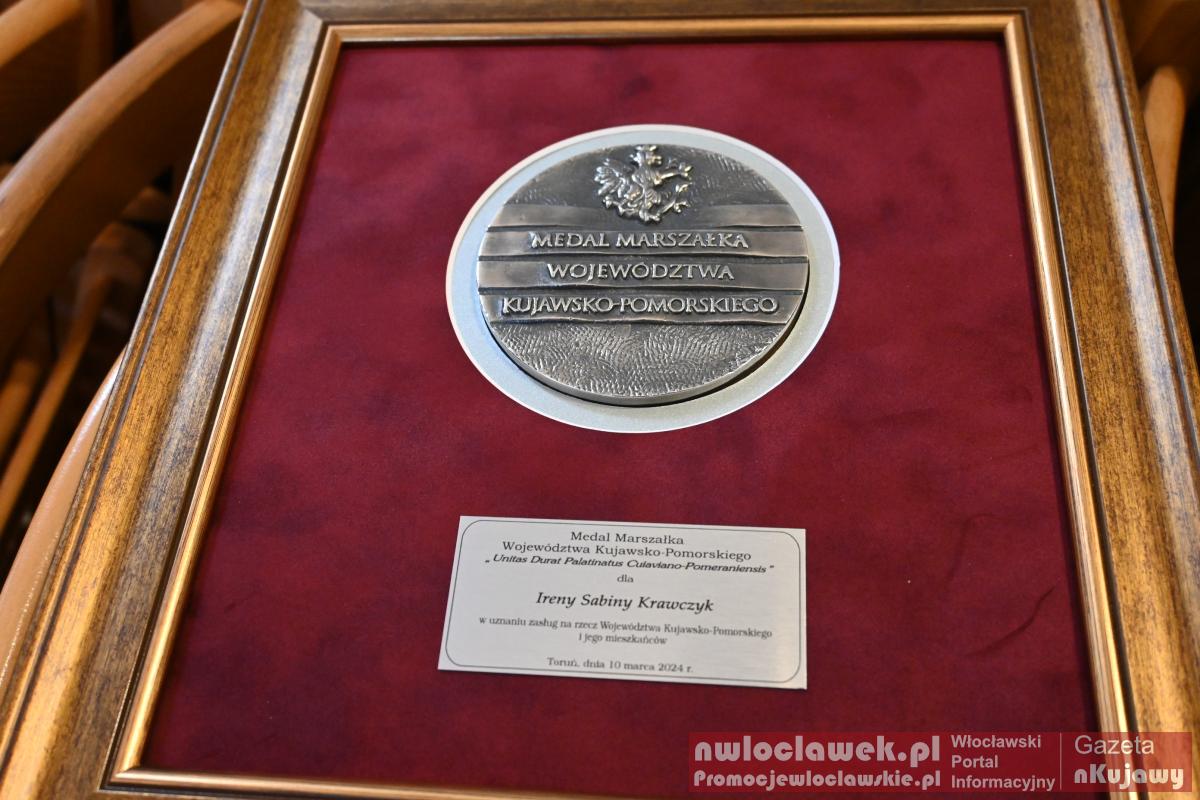 MEDAL MARSZAŁKA
WOJEWÓDZTWA
KUJAWSKO-POMORSKIEGO
Medal Marszałka
Województwa Kujawsko-Pomorskiego
„Unitas Durat Palatinatus Cuiaviano-Pomeraniensis"
dla
Ireny Sabiny Krawczyk
w uznaniu zasług na rzecz Województwa Kujawsko-Pomorskiego
i jego mieszkańców
Toruń, dnia 10 marca 2024 r.
nwloclawek.pl
Promocjewloclawskie.pl
Włocławski
Portal
Informacyjny
Gazeta
nKujawy